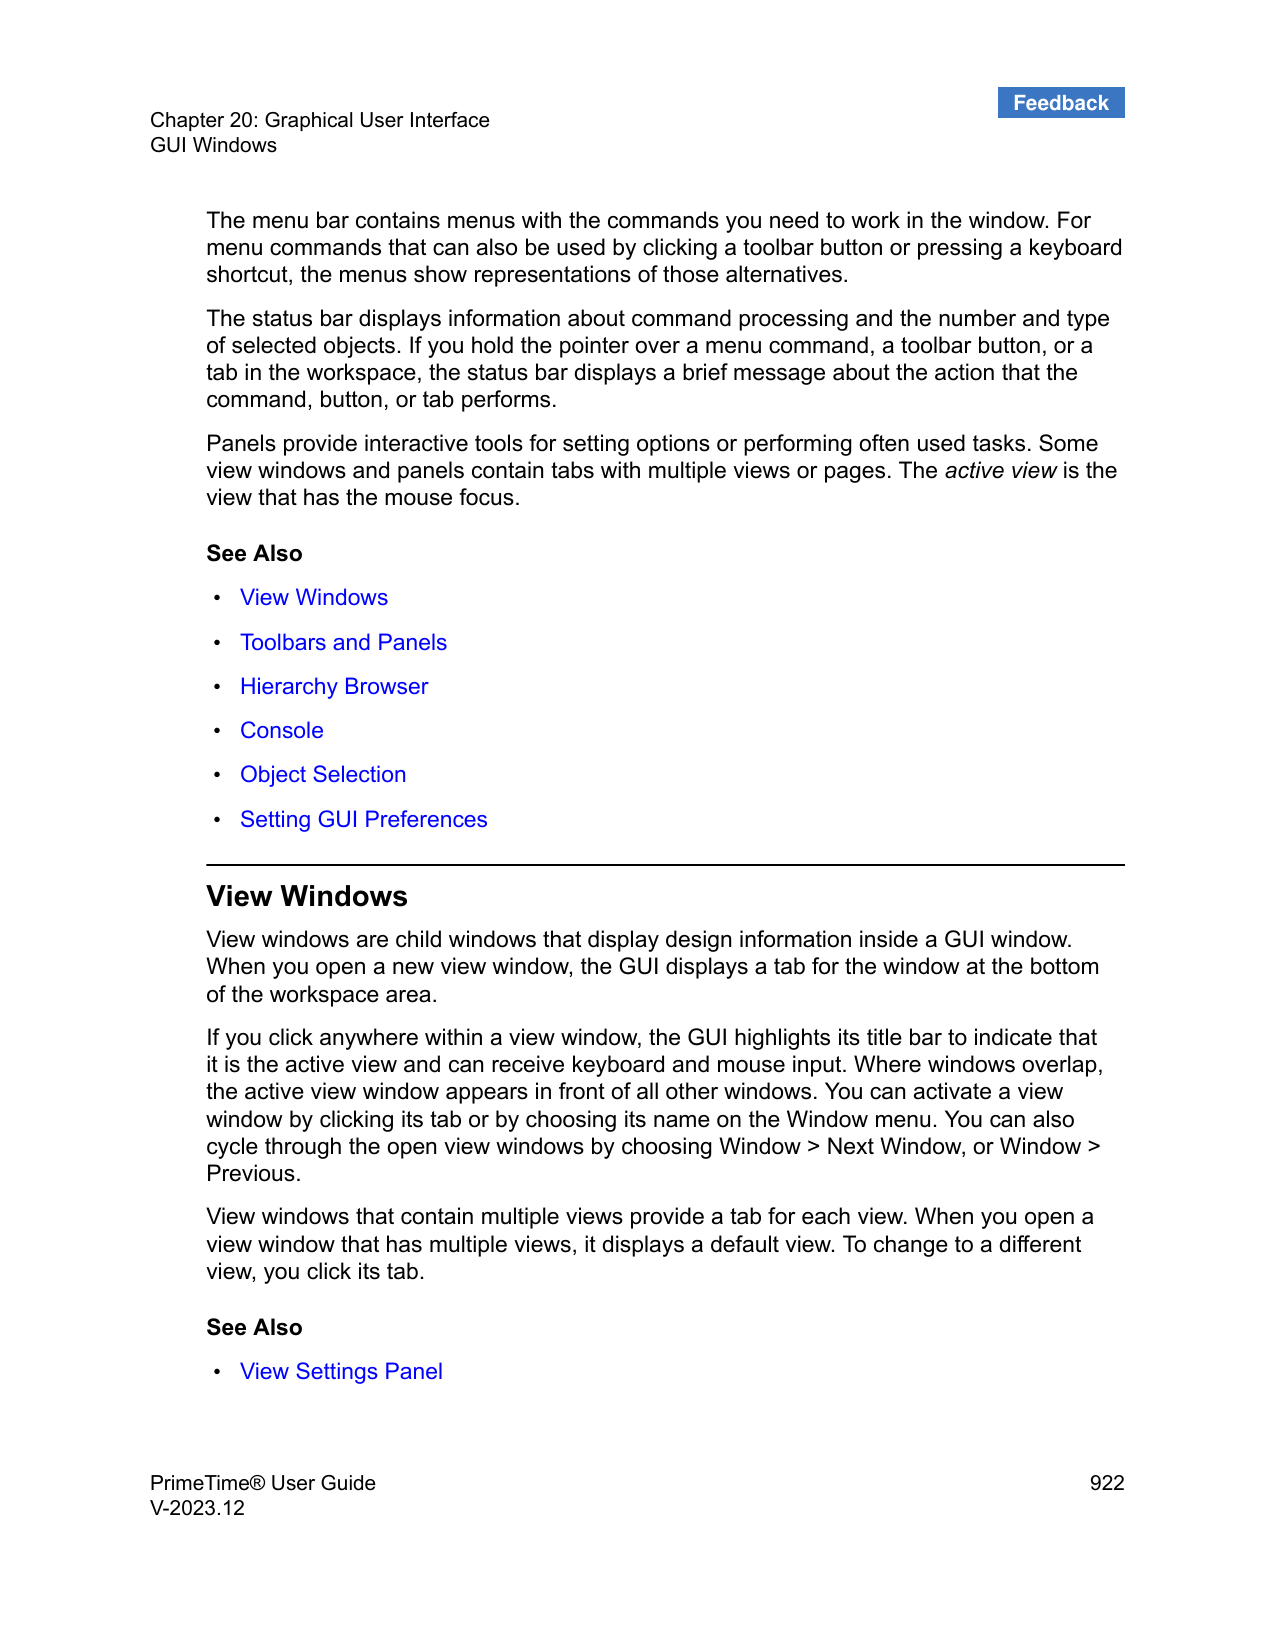 Feedback
Chapter 20: Graphical User Interface
GUI Windows
The menu bar contains menus with the commands you need to work in the window. For
menu commands that can also be used by clicking a toolbar button or pressing a keyboard
shortcut, the menus show representations of those alternatives.
The status bar displays information about command processing and the number and type
of selected objects. If you hold the pointer over a menu command, a toolbar button, or a
tab in the workspace, the status bar displays a brief message about the action that the
command, button, or tab performs.
Panels provide interactive tools for setting options or performing often used tasks. Some
view windows and panels contain tabs with multiple views or pages. The active view is the
view that has the mouse focus.
See Also
• View Windows
• Toolbars and Panels
• Hierarchy Browser
• Console
• Object Selection
• Setting GUI Preferences
View Windows
View windows are child windows that display design information inside a GUI window.
When you open a new view window, the GUI displays a tab for the window at the bottom
of the workspace area.
If you click anywhere within a view window, the GUI highlights its title bar to indicate that
it is the active view and can receive keyboard and mouse input. Where windows overlap,
the active view window appears in front of all other windows. You can activate a view
window by clicking its tab or by choosing its name on the Window menu. You can also
cycle through the open view windows by choosing Window > Next Window, or Window >
Previous.
View windows that contain multiple views provide a tab for each view. When you open a
view window that has multiple views, it displays a default view. To change to a different
view, you click its tab.
See Also
• View Settings Panel
PrimeTime® User Guide 922
V-2023.12